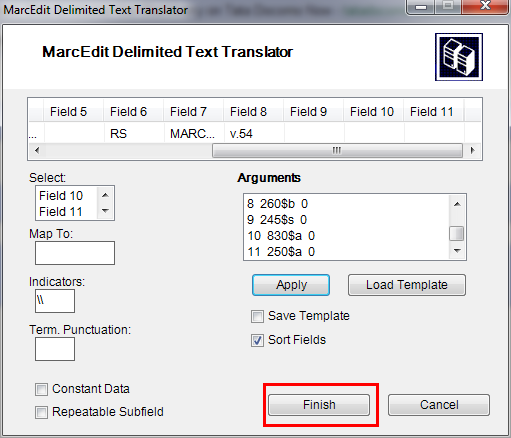 MarcEdit Delimited Text Translator
MarcEdit Delimited Text Translator
Field 5 Field 6 Field 7 Field 8 Field 9 Field 10 Field 11
... RS MARC... v.54
Select:
Field 10
Field 11
Map To:
Indicators:
\\
Term. Punctuation:
Constant Data
Repeatable Subfield
Arguments
8 260$b 0
9 245$s 0
10 830$a 0
11 250$a 0
Apply Load Template
Save Template
Sort Fields
Finish Cancel